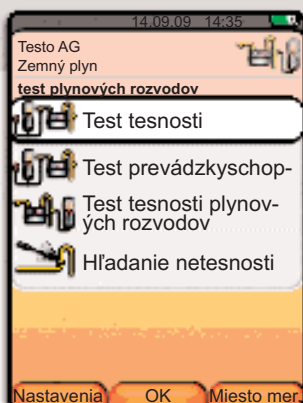 14.09.09 14:35
Testo AG
Zemný plyn
test plynových rozvodov
Test tesnosti
Test prevádzkyschop-
Test tesnosti plynov-
ých rozvodov
Hľadanie netesnosti
Nastavenia OK Miesto mer.